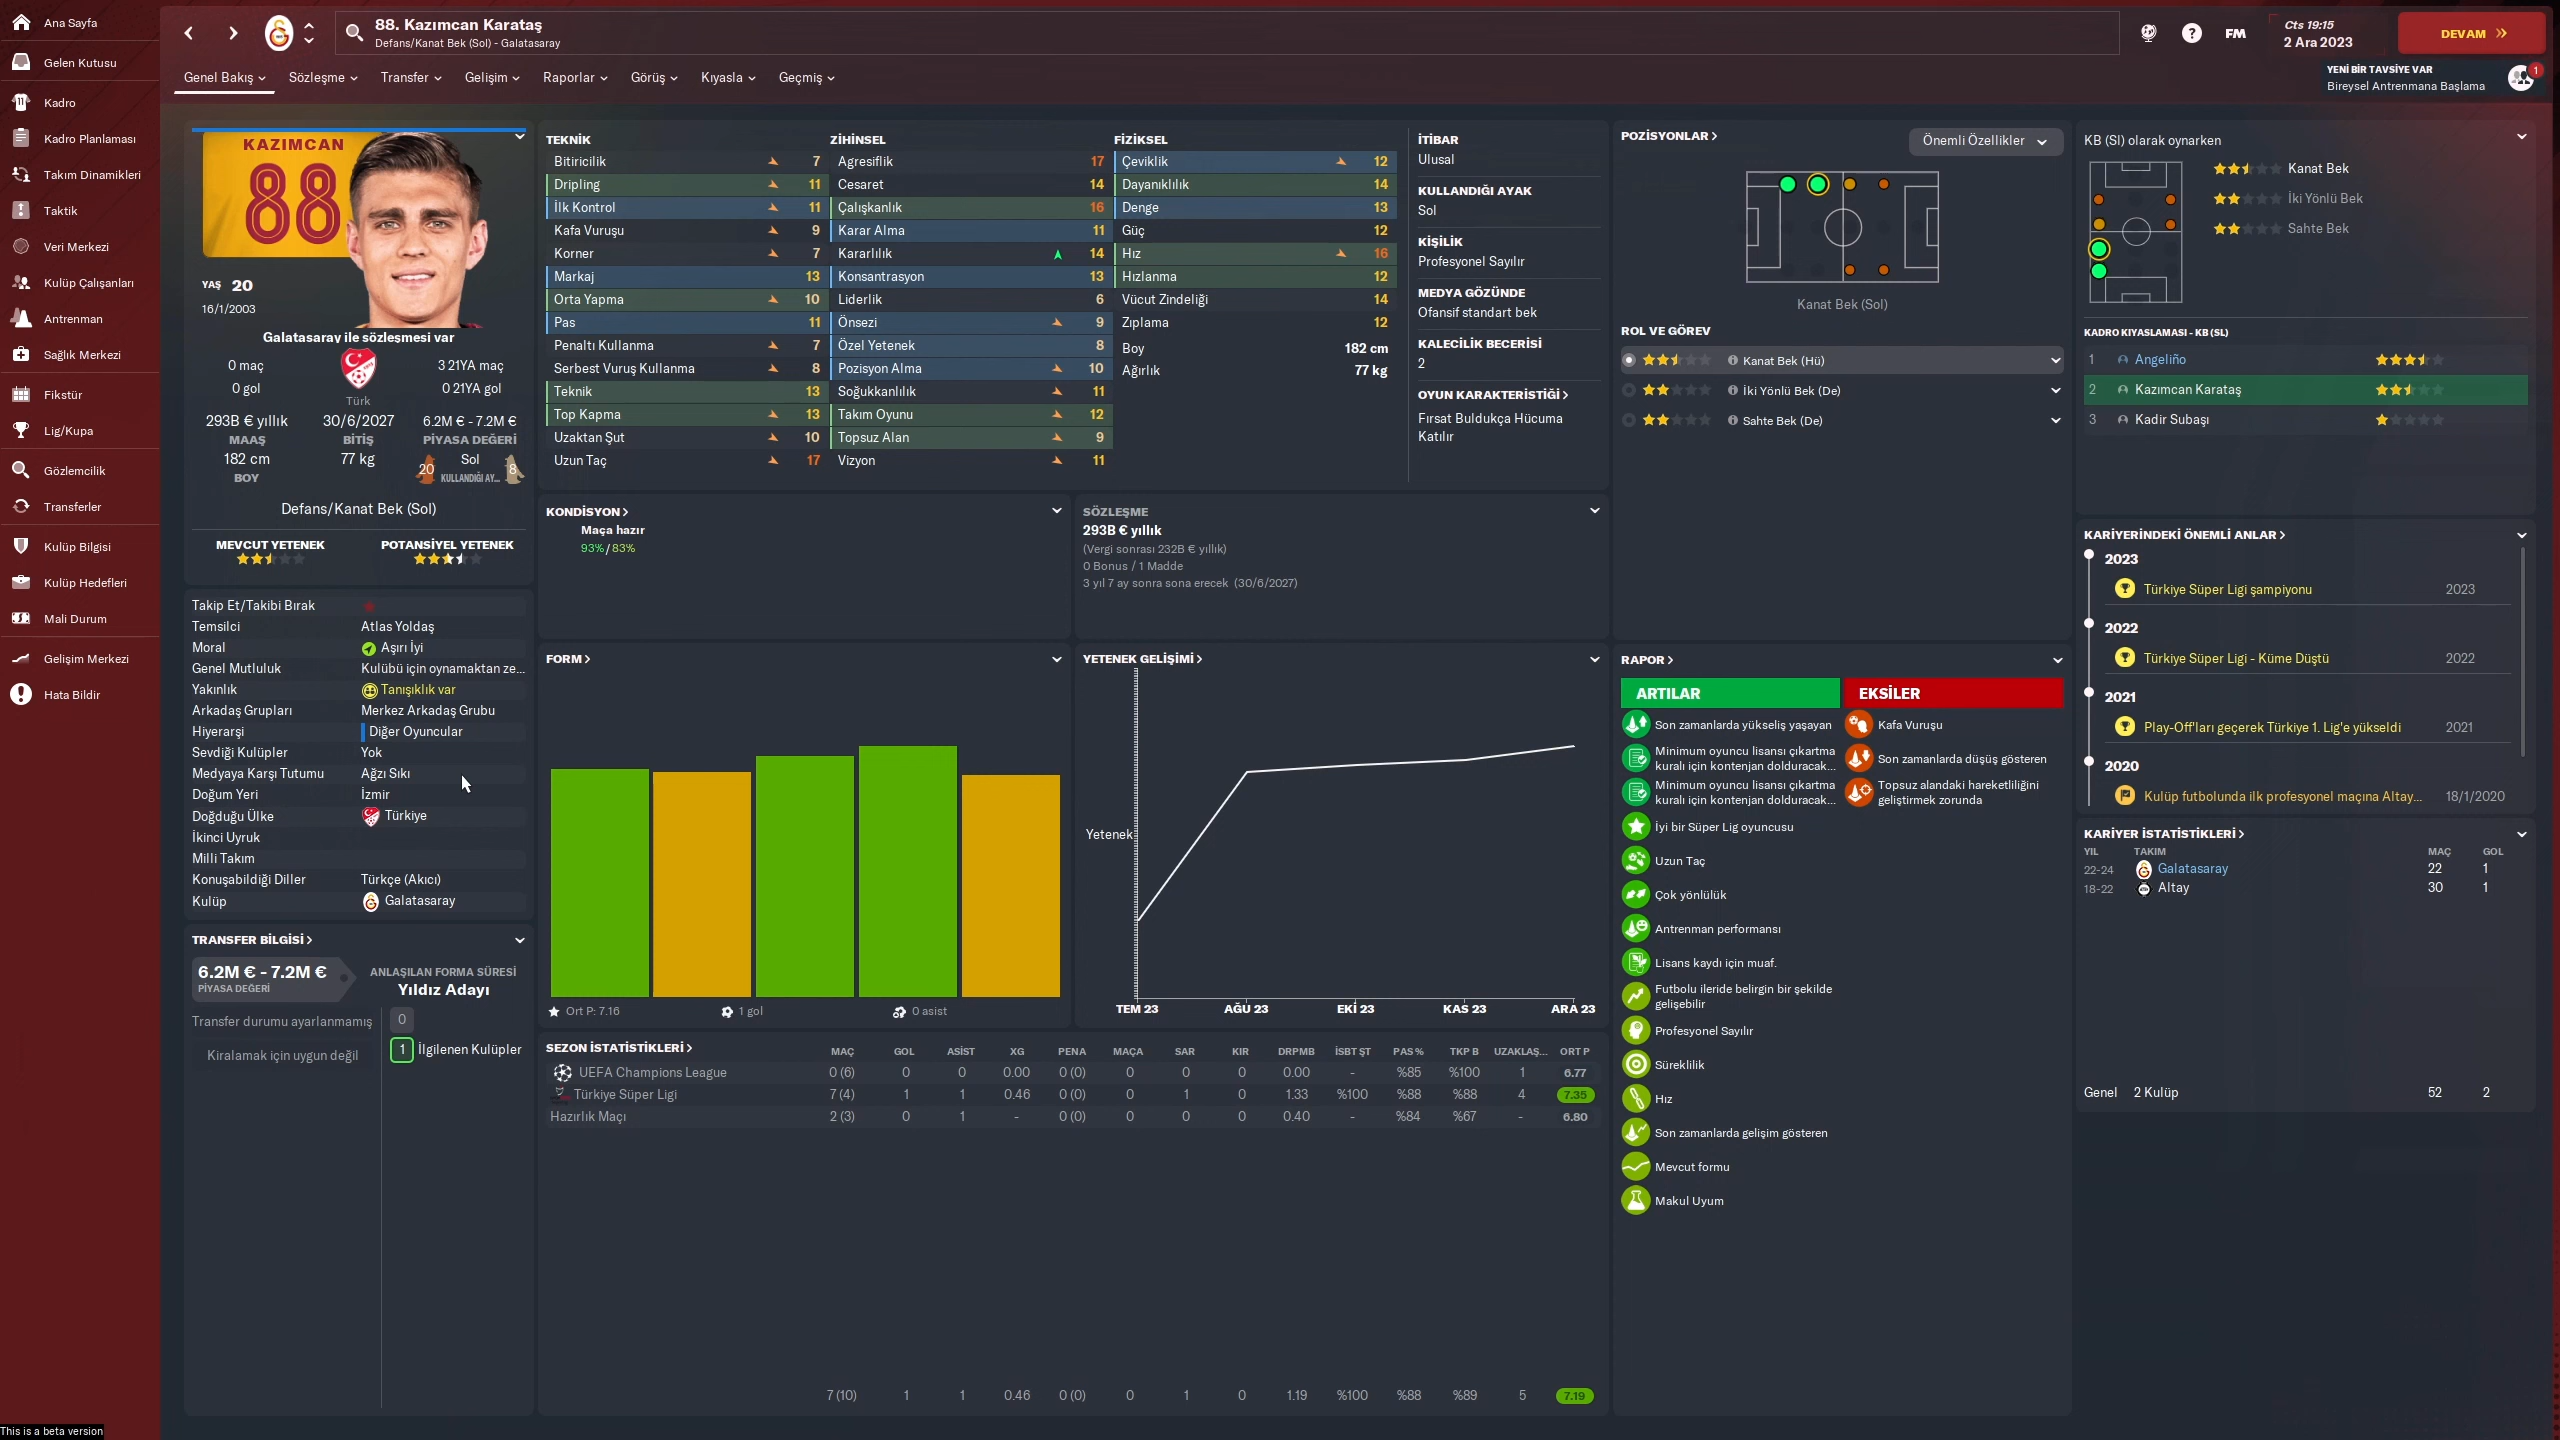 Ana Sayfa
Gelen Kutusu
Kadro
Kadro Planlaması
Takım Dinamikleri
Taktik
Veri Merkezi
Kulüp Çalışanları
Antrenman
Sağlık Merkezi
Fikstür
Lig/Kupa
Gözlemcilik
Transferler
Kulüp Bilgisi
Kulüp Hedefleri
Mali Durum
Gelişim Merkezi
Hata Bildir
This is a beta version
88. Kazımcan Karataş
Defans/Kanat Bek (Sol) - Galatasaray
FM
Cts 19:15
2 Ara 2023
DEVAM
Genel Bakış
Sözleşme
Transfer
Gelişim
Raporlar
Görüş
Kıyasla
Geçmiş
YENİ BİR TAVSİYE VAR
Bireysel Antrenmana Başlama
1
KAZIMCAN
88
YAŞ 20
16/1/2003
Galatasaray ile sözleşmesi var
0 maç
0 gol
Türk
3 21YA maç
0 21YA gol
293B € yıllık
MAAŞ
30/6/2027
BİTİŞ
6.2M € - 7.2M €
PİYASA DEĞERİ
182 cm
BOY
77 kg
20
Sol
KULLANDIĞI AY...
8
Defans/Kanat Bek (Sol)
MEVCUT YETENEK
POTANSİYEL YETENEK
Takip Et/Takibi Bırak
Temsilci Atlas Yoldaş
Moral Aşırı İyi
Genel Mutluluk Kulübü için oynamaktan ze...
Yakınlık Tanışıklık var
Arkadaş Grupları Merkez Arkadaş Grubu
Hiyerarşi Diğer Oyuncular
Sevdiği Kulüpler Yok
Medyaya Karşı Tutumu Ağzı Sıkı
Doğum Yeri İzmir
Doğduğu Ülke Türkiye
İkinci Uyruk
Milli Takım
Konuşabildiği Diller Türkçe (Akıcı)
Kulüp Galatasaray
TRANSFER BİLGİSİ
6.2M € - 7.2M €
PİYASA DEĞERİ
ANLAŞILAN FORMA SÜRESİ
Yıldız Adayı
Transfer durumu ayarlanmamış
Kiralamak için uygun değil
0
1 İlgilenen Kulüpler
TEKNİK
Bitiricilik 7
Dripling 11
İlk Kontrol 11
Kafa Vuruşu 9
Korner 7
Markaj 13
Orta Yapma 10
Pas 11
Penaltı Kullanma 7
Serbest Vuruş Kullanma 8
Teknik 13
Top Kapma 13
Uzaktan Şut 10
Uzun Taç 17
ZİHİNSEL
Agresiflik 17
Cesaret 14
Çalışkanlık 16
Karar Alma 11
Kararlılık 14
Konsantrasyon 13
Liderlik 6
Önsezi 9
Özel Yetenek 8
Pozisyon Alma 10
Soğukkanlılık 11
Takım Oyunu 12
Topsuz Alan 9
Vizyon 11
FİZİKSEL
Çeviklik 12
Dayanıklılık 14
Denge 13
Güç 12
Hız 16
Hızlanma 12
Vücut Zindeliği 14
Zıplama 12
Boy 182 cm
Ağırlık 77 kg
İTİBAR
Ulusal
KULLANDIĞI AYAK
Sol
KİŞİLİK
Profesyonel Sayılır
MEDYA GÖZÜNDE
Ofansif standart bek
KALECİLİK BECERİSİ
2
OYUN KARAKTERİSTİĞİ
Fırsat Buldukça Hücuma
Katılır
KONDİSYON
Maça hazır
93% / 83%
SÖZLEŞME
293B € yıllık
(Vergi sonrası 232B € yıllık)
0 Bonus / 1 Madde
3 yıl 7 ay sonra sona erecek (30/6/2027)
FORM
Ort P: 7.16
1 gol
0 asist
YETENEK GELİŞİMİ
Yetenek
TEM 23 AĞU 23 EKİ 23 KAS 23 ARA 23
SEZON İSTATİSTİKLERİ MAÇ GOL ASİST XG PENA MAÇA SAR KIR DRPMB İSBT ŞT PAS % TKP B UZAKLAŞ... ORT P
UEFA Champions League 0 (6) 0 0 0.00 0 (0) 0 0 0 0.00 - %85 %100 1 6.77
Türkiye Süper Ligi 7 (4) 1 1 0.46 0 (0) 0 1 0 1.33 %100 %88 %88 4 7.35
Hazırlık Maçı 2 (3) 0 1 - 0 (0) 0 0 0 0.40 - %84 %67 - 6.80
7 (10) 1 1 0.46 0 (0) 0 1 0 1.19 %100 %88 %89 5 7.19
POZİSYONLAR
Önemli Özellikler
Kanat Bek (Sol)
ROL VE GÖREV
Kanat Bek (Hü)
İki Yönlü Bek (De)
Sahte Bek (De)
RAPOR
ARTILAR
Son zamanlarda yükseliş yaşayan
Minimum oyuncu lisansı çıkartma
kuralı için kontenjan dolduracak...
Minimum oyuncu lisansı çıkartma
kuralı için kontenjan dolduracak...
İyi bir Süper Lig oyuncusu
Uzun Taç
Çok yönlülük
Antrenman performansı
Lisans kaydı için muaf.
Futbolu ileride belirgin bir şekilde
gelişebilir
Profesyonel Sayılır
Süreklilik
Hız
Son zamanlarda gelişim gösteren
Mevcut formu
Makul Uyum
EKSİLER
Kafa Vuruşu
Son zamanlarda düşüş gösteren
Topsuz alandaki hareketliliğini
geliştirmek zorunda
KB (Sl) olarak oynarken
Kanat Bek
İki Yönlü Bek
Sahte Bek
KADRO KIYASLAMASI - KB (SL)
1 Angeliño
2 Kazımcan Karataş
3 Kadir Subaşı
KARİYERİNDEKİ ÖNEMLİ ANLAR
2023
Türkiye Süper Ligi şampiyonu 2023
2022
Türkiye Süper Ligi - Küme Düştü 2022
2021
Play-Off'ları geçerek Türkiye 1. Lig'e yükseldi 2021
2020
Kulüp futbolunda ilk profesyonel maçına Altay... 18/1/2020
KARİYER İSTATİSTİKLERİ
YIL TAKIM MAÇ GOL
22-24 Galatasaray 22 1
18-22 Altay 30 1
Genel 2 Kulüp 52 2